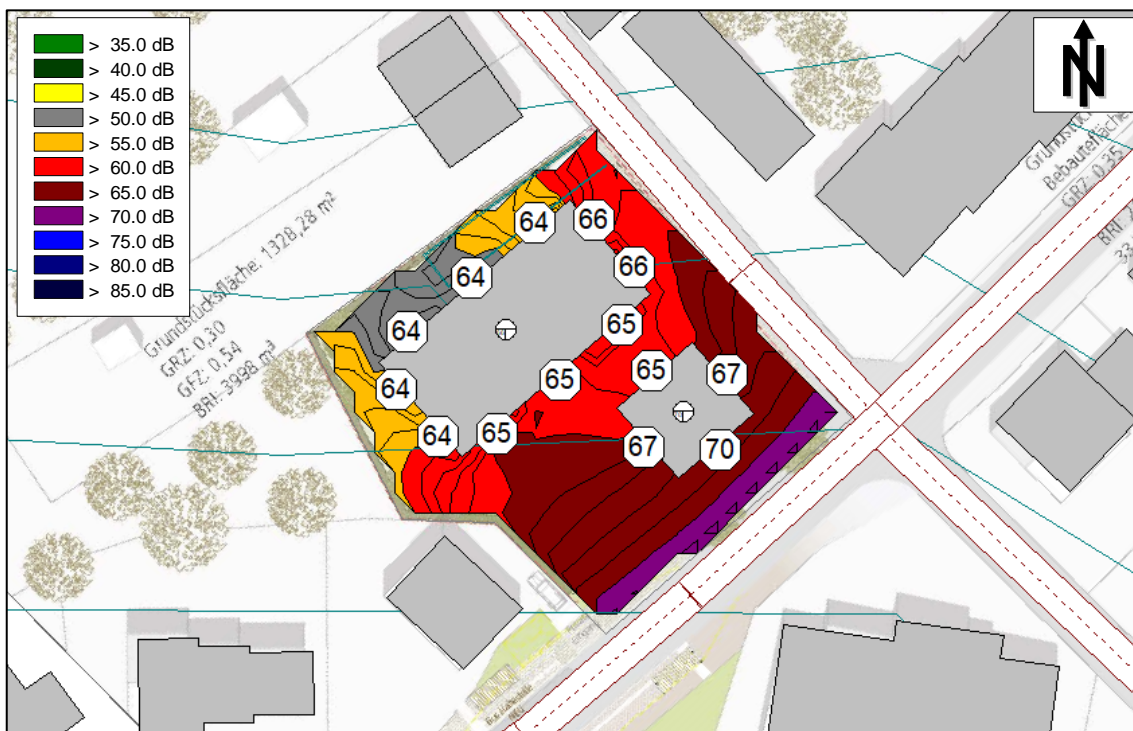 > 35.0 dB
> 40.0 dB
> 45.0 dB
> 50.0 dB
> 55.0 dB
> 60.0 dB
> 65.0 dB
> 70.0 dB
> 75.0 dB
> 80.0 dB
> 85.0 dB
N
Grundstücksfläche: 1328,28 m²
GRZ: 0,30
GFZ: 0,54
BRI: 3998 m³
Bebautefläche
GRZ: 0,35
64
66
64
66
64
65
65
65
67
64
64
65
67
70